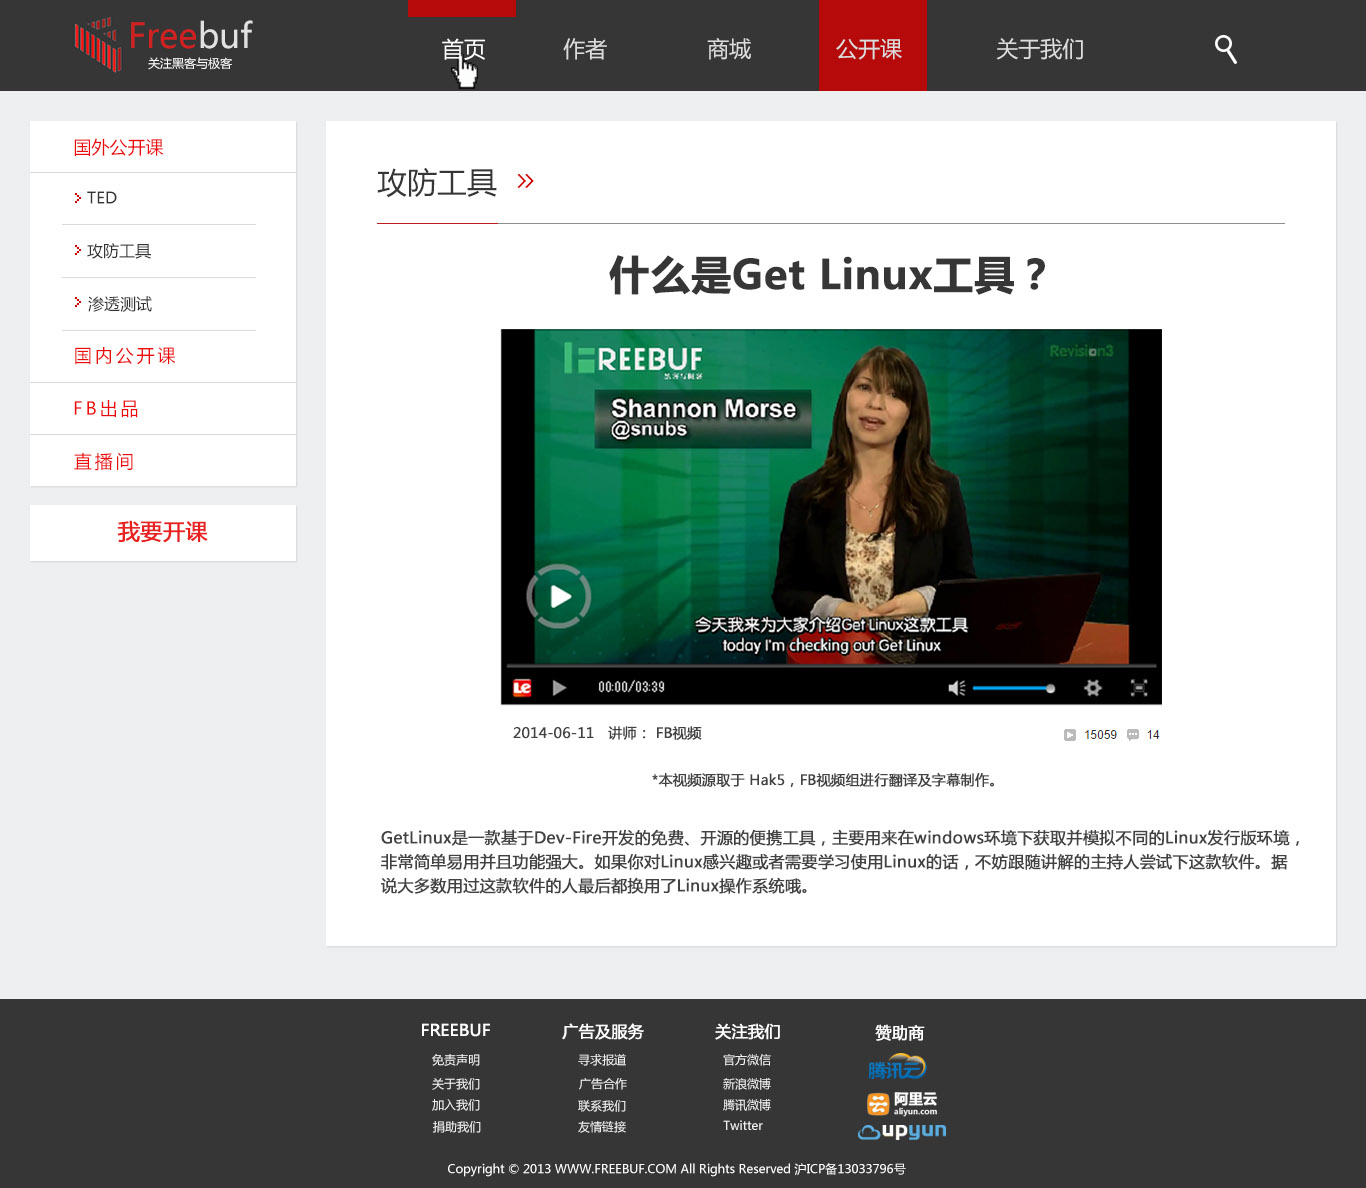 Freebuf
关注黑客与极客
首页
作者
商城
公开课
关于我们
国外公开课
TED
攻防工具
渗透测试
国内公开课
FB出品
直播间
我要开课
攻防工具 »
什么是Get Linux工具？
FREEBUF
Revision3
Shannon Morse
@snubs
今天我来为大家介绍Get Linux这款工具
today I'm checking out Get Linux
Le
00:00/03:39
2014-06-11 讲师： FB视频
15059
14
*本视频源取于 Hak5，FB视频组进行翻译及字幕制作。
GetLinux是一款基于Dev-Fire开发的免费、开源的便携工具，主要用来在windows环境下获取并模拟不同的Linux发行版环境，
非常简单易用并且功能强大。如果你对Linux感兴趣或者需要学习使用Linux的话，不妨跟随讲解的主持人尝试下这款软件。据
说大多数用过这款软件的人最后都换用了Linux操作系统哦。
FREEBUF
免责声明
关于我们
加入我们
捐助我们
广告及服务
寻求报道
广告合作
联系我们
友情链接
关注我们
官方微信
新浪微博
腾讯微博
Twitter
赞助商
腾讯云
阿里云
aliyun.com
upyun
Copyright © 2013 WWW.FREEBUF.COM All Rights Reserved 沪ICP备13033796号